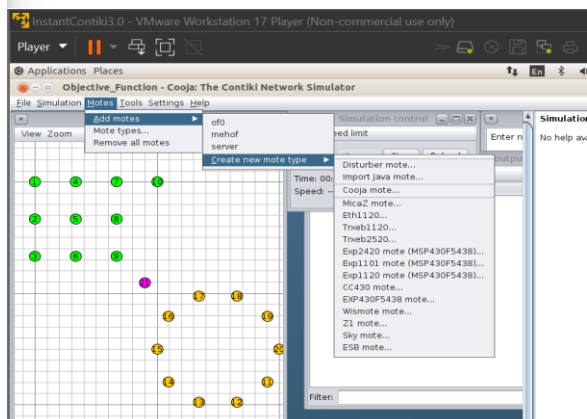 InstantContiki3.0 - VMware Workstation 17 Player (Non-commercial use only)
Player
Applications Places
En
Objective_Function - Cooja: The Contiki Network Simulator
File Simulation Motes Tools Settings Help
Add motes
Mote types...
Remove all motes
of0
mehof
server
Create new mote type
Disturber mote...
Import Java mote...
Cooja mote...
MicaZ mote...
Eth1120...
Trxeb1120...
Trxeb2520...
Exp2420 mote (MSP430F5438)...
Exp1101 mote (MSP430F5438)...
Exp1120 mote (MSP430F5438)...
CC430 mote...
EXP430F5438 mote...
Wismote mote...
Z1 mote...
Sky mote...
ESB mote...
View Zoom
Simulation control
eed limit
Time: 00:
Speed: --
Enter n
outpu
Simulation
No help ava
Filter:
1 4 7 10
2 5 8
3 6 9
21
17 18
16 19
15 20
14 11
13 12